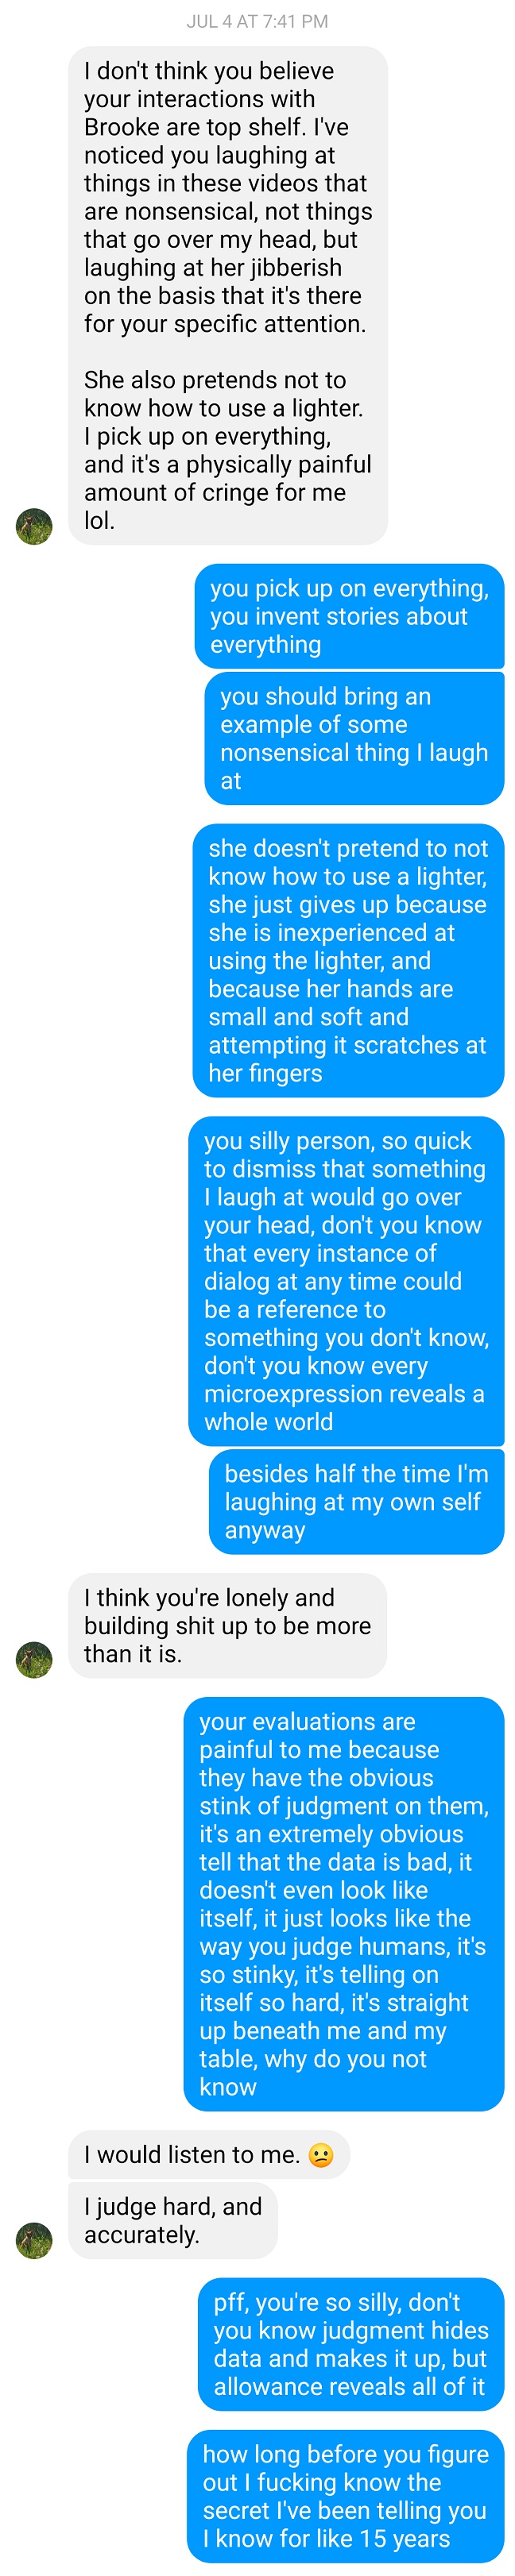 JUL 4 AT 7:41 PM
I don't think you believe
your interactions with
Brooke are top shelf. I've
noticed you laughing at
things in these videos that
are nonsensical, not things
that go over my head, but
laughing at her jibberish
on the basis that it's there
for your specific attention.
She also pretends not to
know how to use a lighter.
I pick up on everything,
and it's a physically painful
amount of cringe for me
lol.
you pick up on everything,
you invent stories about
everything
you should bring an
example of some
nonsensical thing I laugh
at
she doesn't pretend to not
know how to use a lighter,
she just gives up because
she is inexperienced at
using the lighter, and
because her hands are
small and soft and
attempting it scratches at
her fingers
you silly person, so quick
to dismiss that something
I laugh at would go over
your head, don't you know
that every instance of
dialog at any time could
be a reference to
something you don't know,
don't you know every
microexpression reveals a
whole world
besides half the time I'm
laughing at my own self
anyway
I think you're lonely and
building shit up to be more
than it is.
your evaluations are
painful to me because
they have the obvious
stink of judgment on them,
it's an extremely obvious
tell that the data is bad, it
doesn't even look like
itself, it just looks like the
way you judge humans, it's
so stinky, it's telling on
itself so hard, it's straight
up beneath me and my
table, why do you not
know
I would listen to me. 😕
I judge hard, and
accurately.
pff, you're so silly, don't
you know judgment hides
data and makes it up, but
allowance reveals all of it
how long before you figure
out I fucking know the
secret I've been telling you
I know for like 15 years